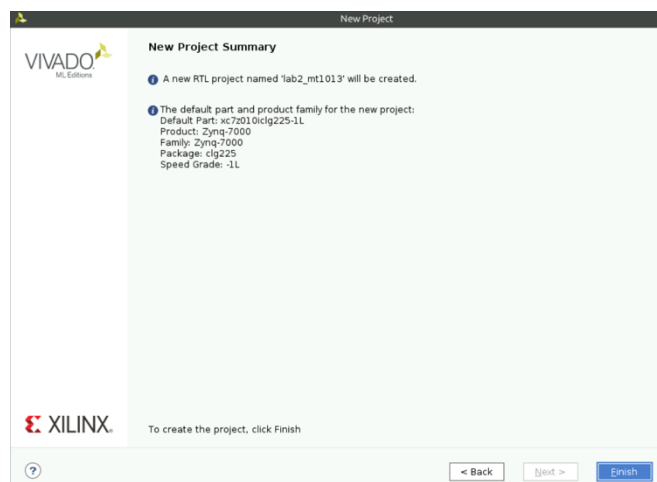 New Project
VIVADO
ML Editions
New Project Summary
A new RTL project named 'lab2_mt1013' will be created.
The default part and product family for the new project:
Default Part: xc7z010iclg225-1L
Product: Zynq-7000
Family: Zynq-7000
Package: clg225
Speed Grade: -1L
XILINX
To create the project, click Finish
?
< Back
Next >
Finish